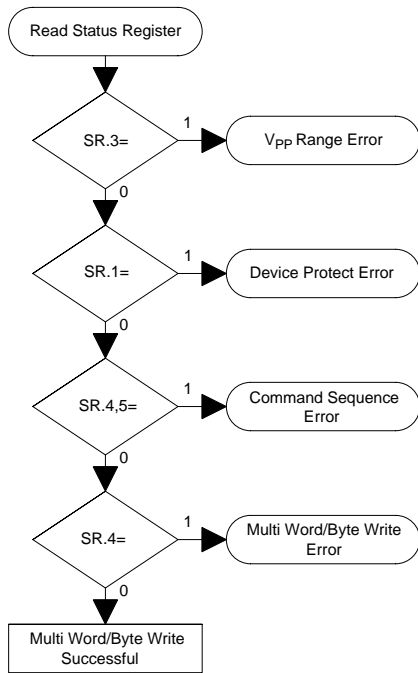 Read Status Register
SR.3=
1
VPP Range Error
0
SR.1=
1
Device Protect Error
0
SR.4,5=
1
Command Sequence
Error
0
SR.4=
1
Multi Word/Byte Write
Error
0
Multi Word/Byte Write
Successful